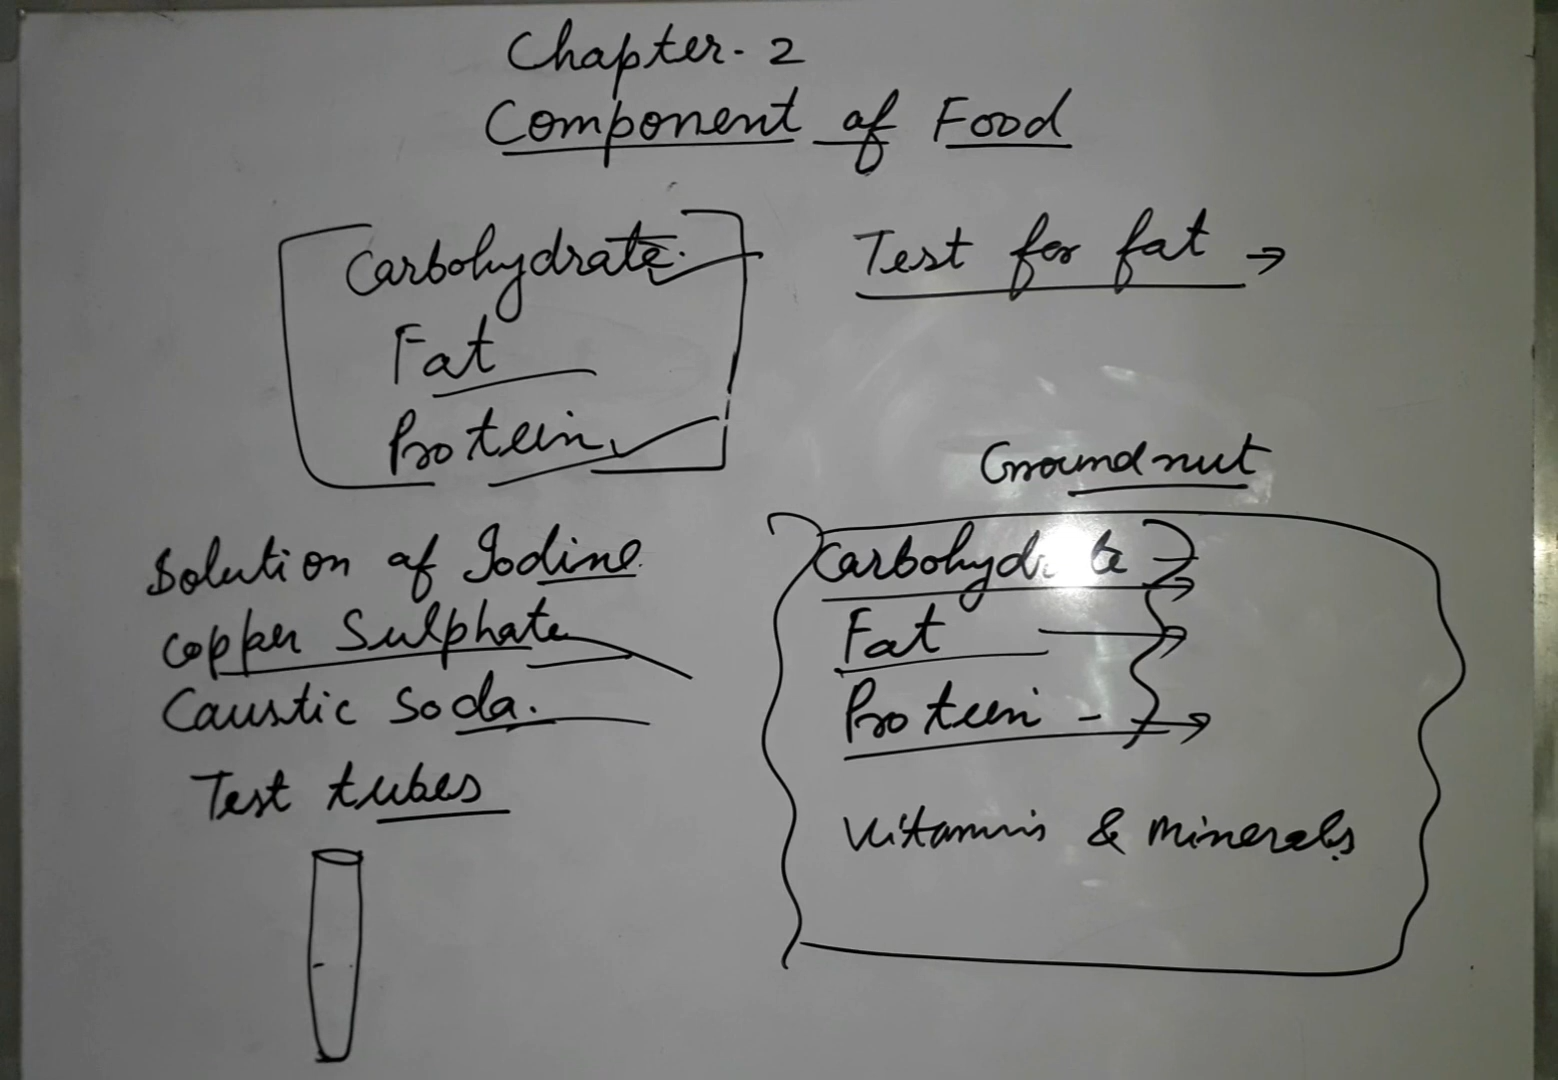 Chapter-2
Component of Food
Carbohydrate.
Fat
Protein
Test for fat →
Solution of Iodine
Copper Sulphate
Caustic Soda.
Test tubes
Groundnut
Carbohydrate
Fat →
Protein - →
Vitamins & Minerals